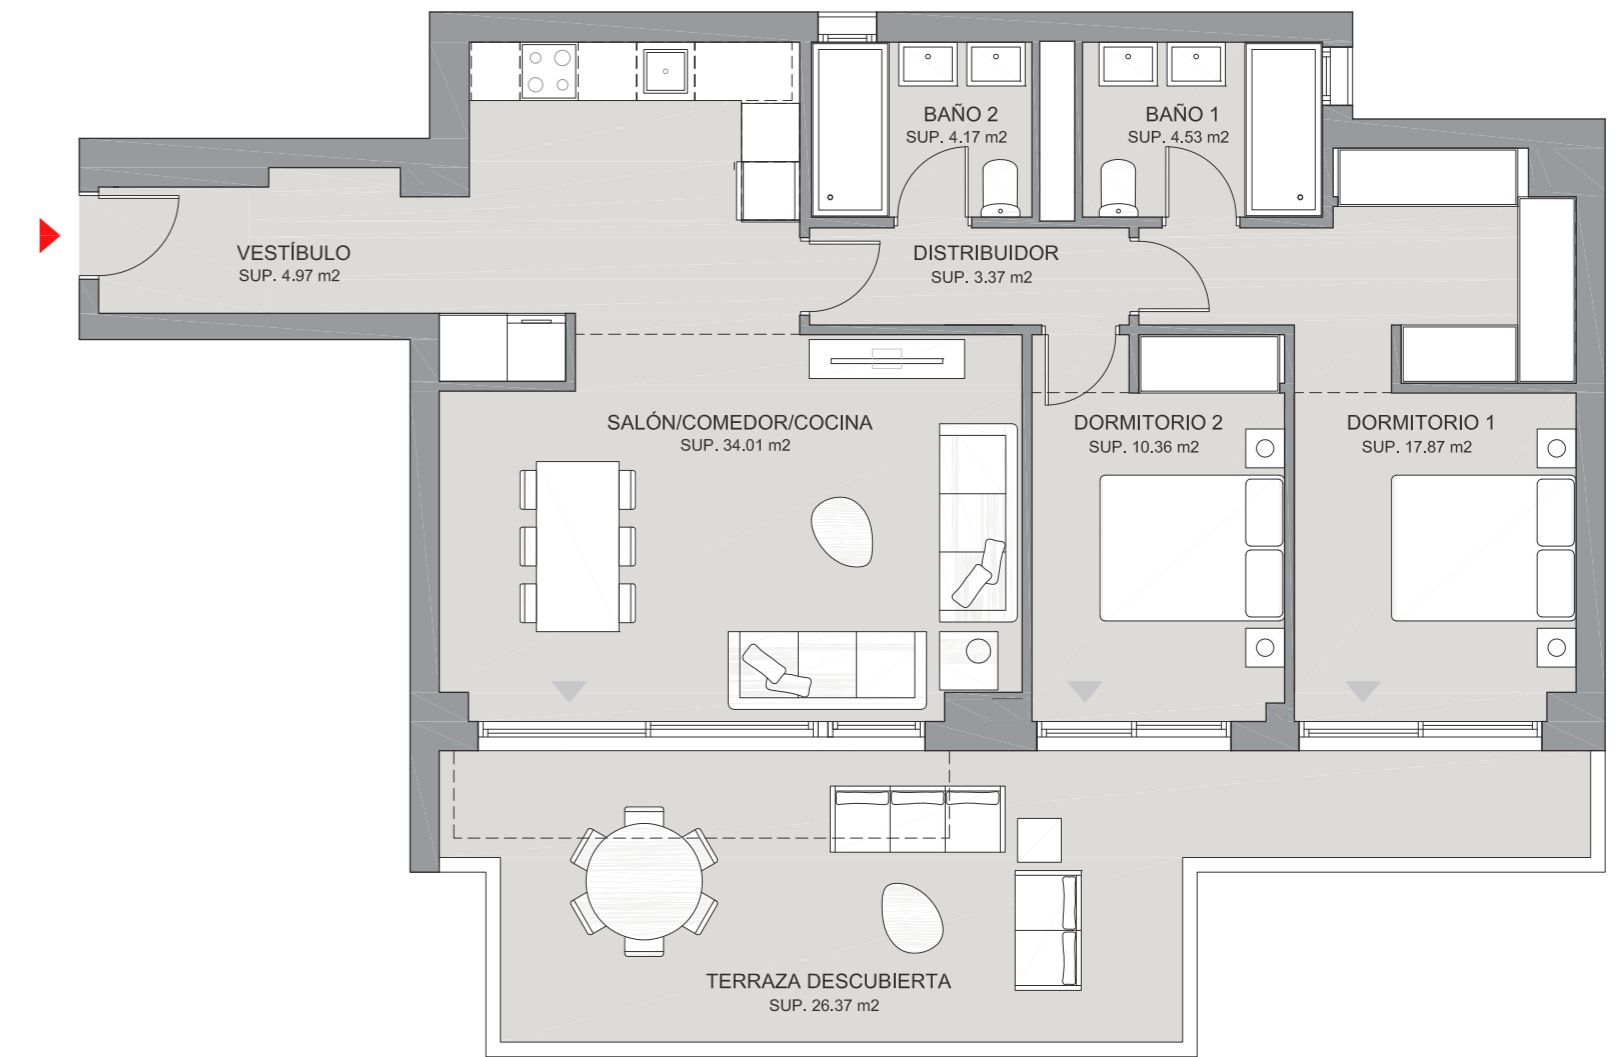 BAÑO 2
SUP. 4.17 m2
BAÑO 1
SUP. 4.53 m2
VESTÍBULO
SUP. 4.97 m2
DISTRIBUIDOR
SUP. 3.37 m2
SALÓN/COMEDOR/COCINA
SUP. 34.01 m2
DORMITORIO 2
SUP. 10.36 m2
DORMITORIO 1
SUP. 17.87 m2
TERRAZA DESCUBIERTA
SUP. 26.37 m2